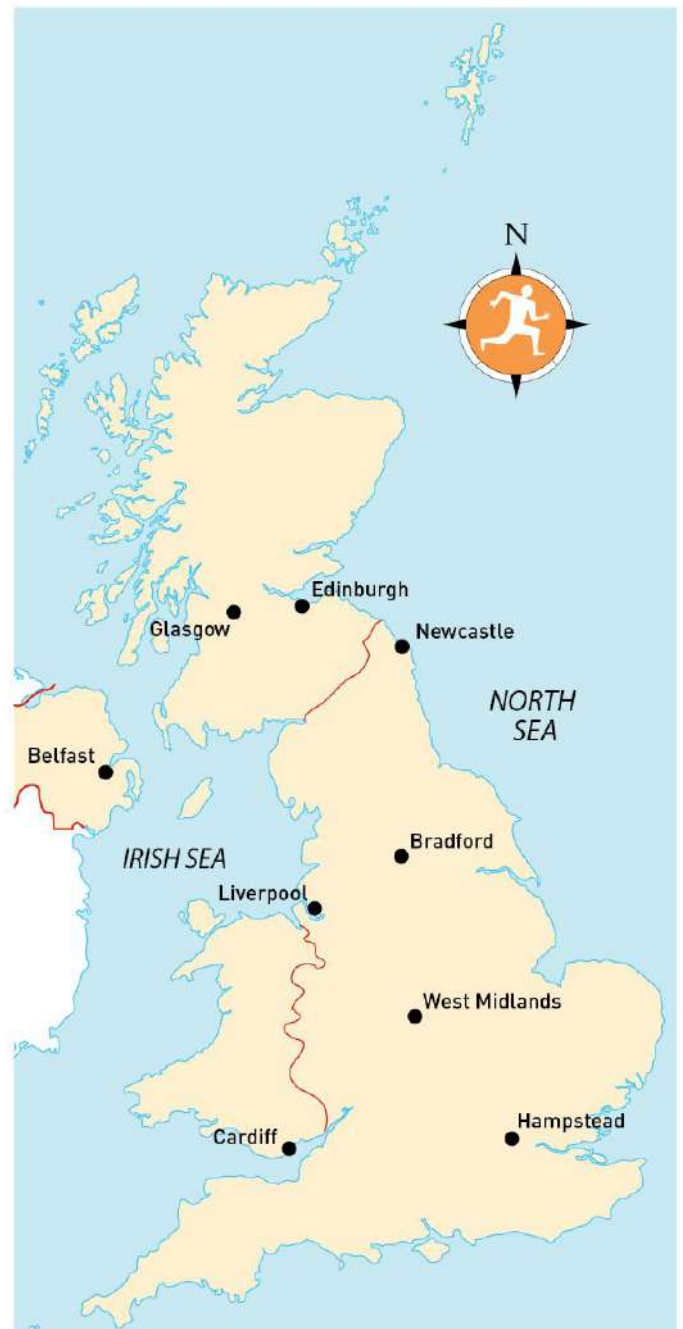 N
Edinburgh
Glasgow
Newcastle
NORTH
SEA
Belfast
Bradford
IRISH SEA
Liverpool
West Midlands
Hampstead
Cardiff